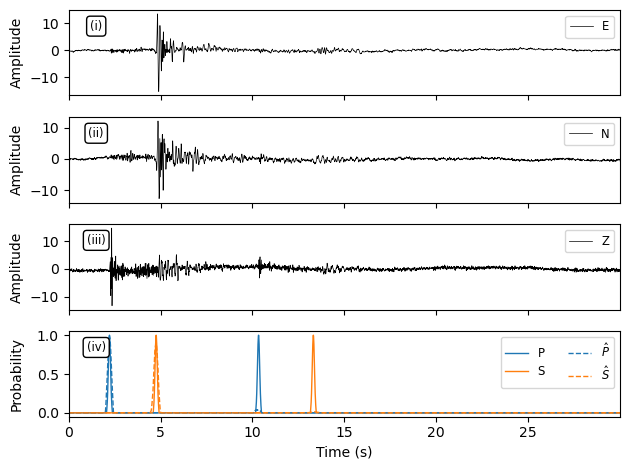 Amplitude
15
0
−10
(i)
E
Amplitude
10
0
−10
(ii)
N
Amplitude
10
0
−10
(iii)
Z
Probability
1.0
0.5
0.0
(iv)
P
S
P̂
Ŝ
0 5 10 15 20 25
Time (s)